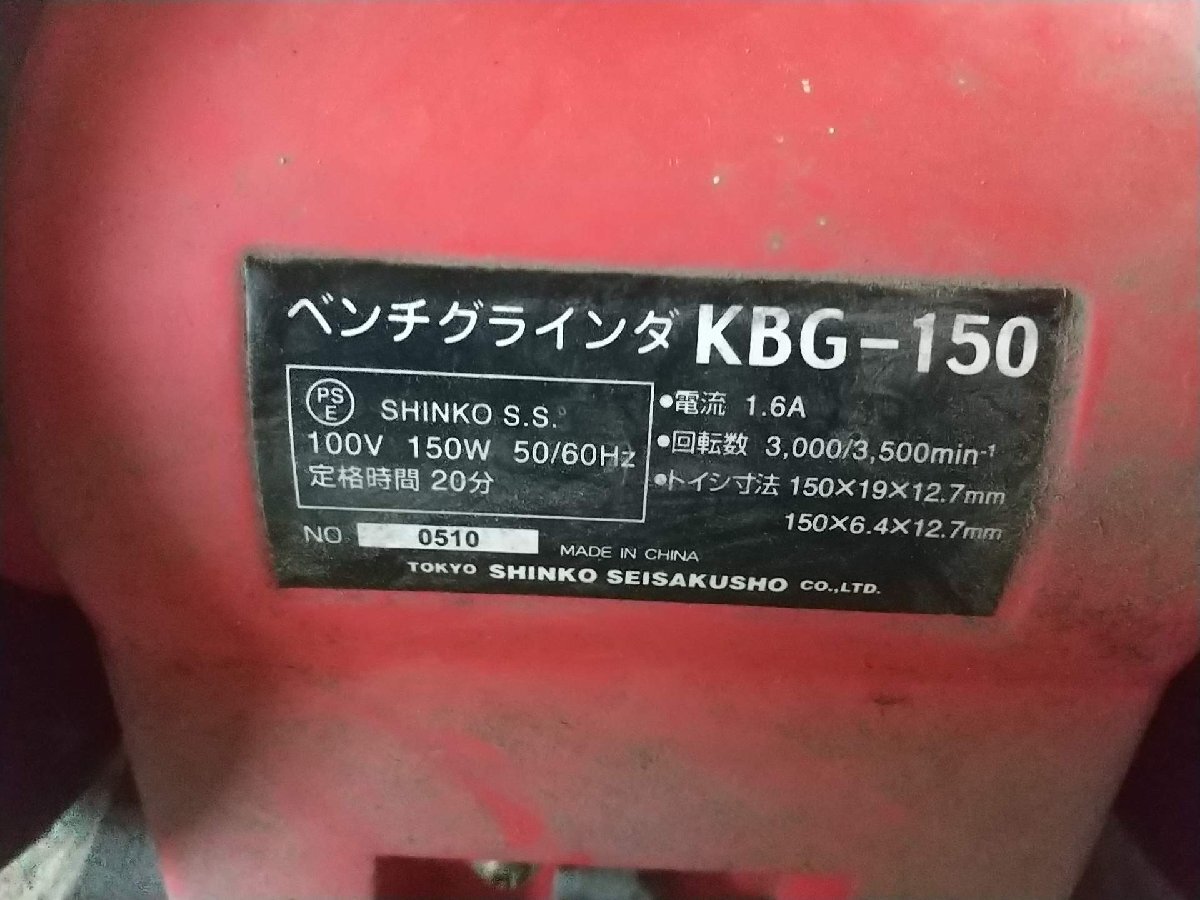 ベンチグラインダ KBG-150
PS
E
SHINKO S.S.
100V 150W 50/60Hz
定格時間 20分
●電流 1.6A
●回転数 3,000/3,500min⁻¹
●トイシ寸法 150×19×12.7mm
150×6.4×12.7mm
NO 0510
MADE IN CHINA
TOKYO SHINKO SEISAKUSHO CO.,LTD.